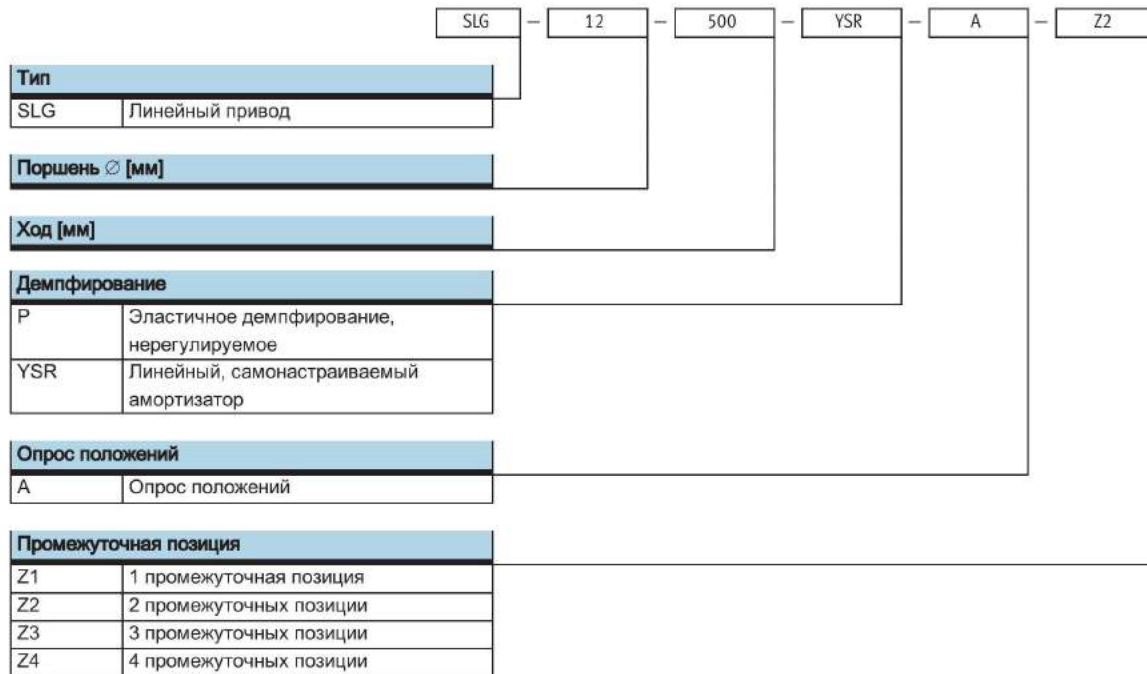 SLG – 12 – 500 – YSR – A – Z2
Тип
SLG Линейный привод
Поршень ∅ [мм]
Ход [мм]
Демпфирование
P Эластичное демпфирование,
нерегулируемое
YSR Линейный, самонастраиваемый
амортизатор
Опрос положений
A Опрос положений
Промежуточная позиция
Z1 1 промежуточная позиция
Z2 2 промежуточных позиции
Z3 3 промежуточных позиции
Z4 4 промежуточных позиции